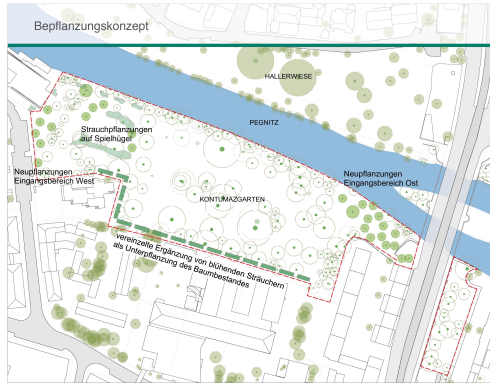 Bepflanzungskonzept
HALLERWIESE
PEGNITZ
Strauchpflanzungen
auf Spielhügel
Neupflanzungen
Eingangsbereich West
Neupflanzungen
Eingangsbereich Ost
KONTUMAZGARTEN
vereinzelte Ergänzung von blühenden Sträuchern
als Unterpflanzung des Baumbestandes